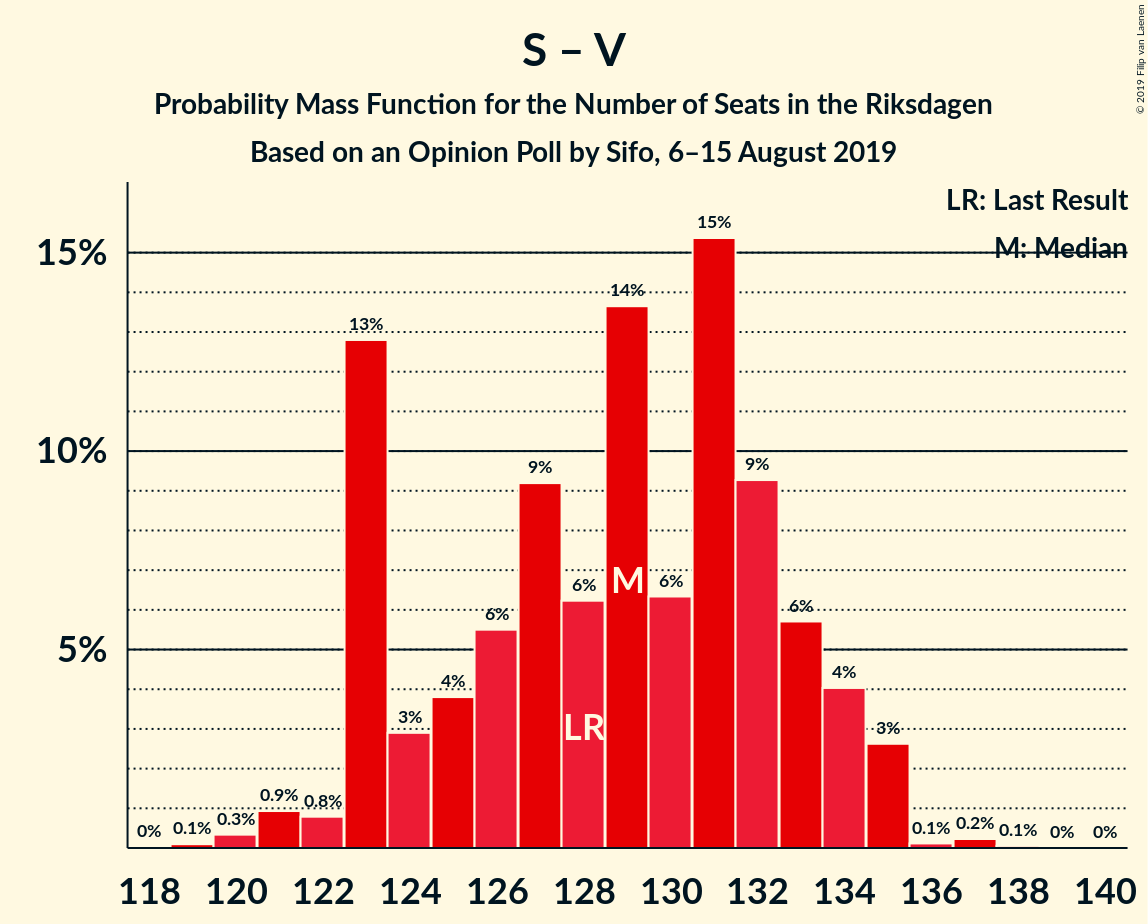 S – V
Probability Mass Function for the Number of Seats in the Riksdagen
Based on an Opinion Poll by Sifo, 6–15 August 2019
© 2019 Filip van Laenen
LR: Last Result
M: Median
15%
10%
5%
0%
0.1%
0.3%
0.9%
0.8%
13%
3%
4%
6%
9%
6%
14%
6%
15%
9%
6%
4%
3%
0.1%
0.2%
0.1%
0%
0%
LR
M
118 120 122 124 126 128 130 132 134 136 138 140